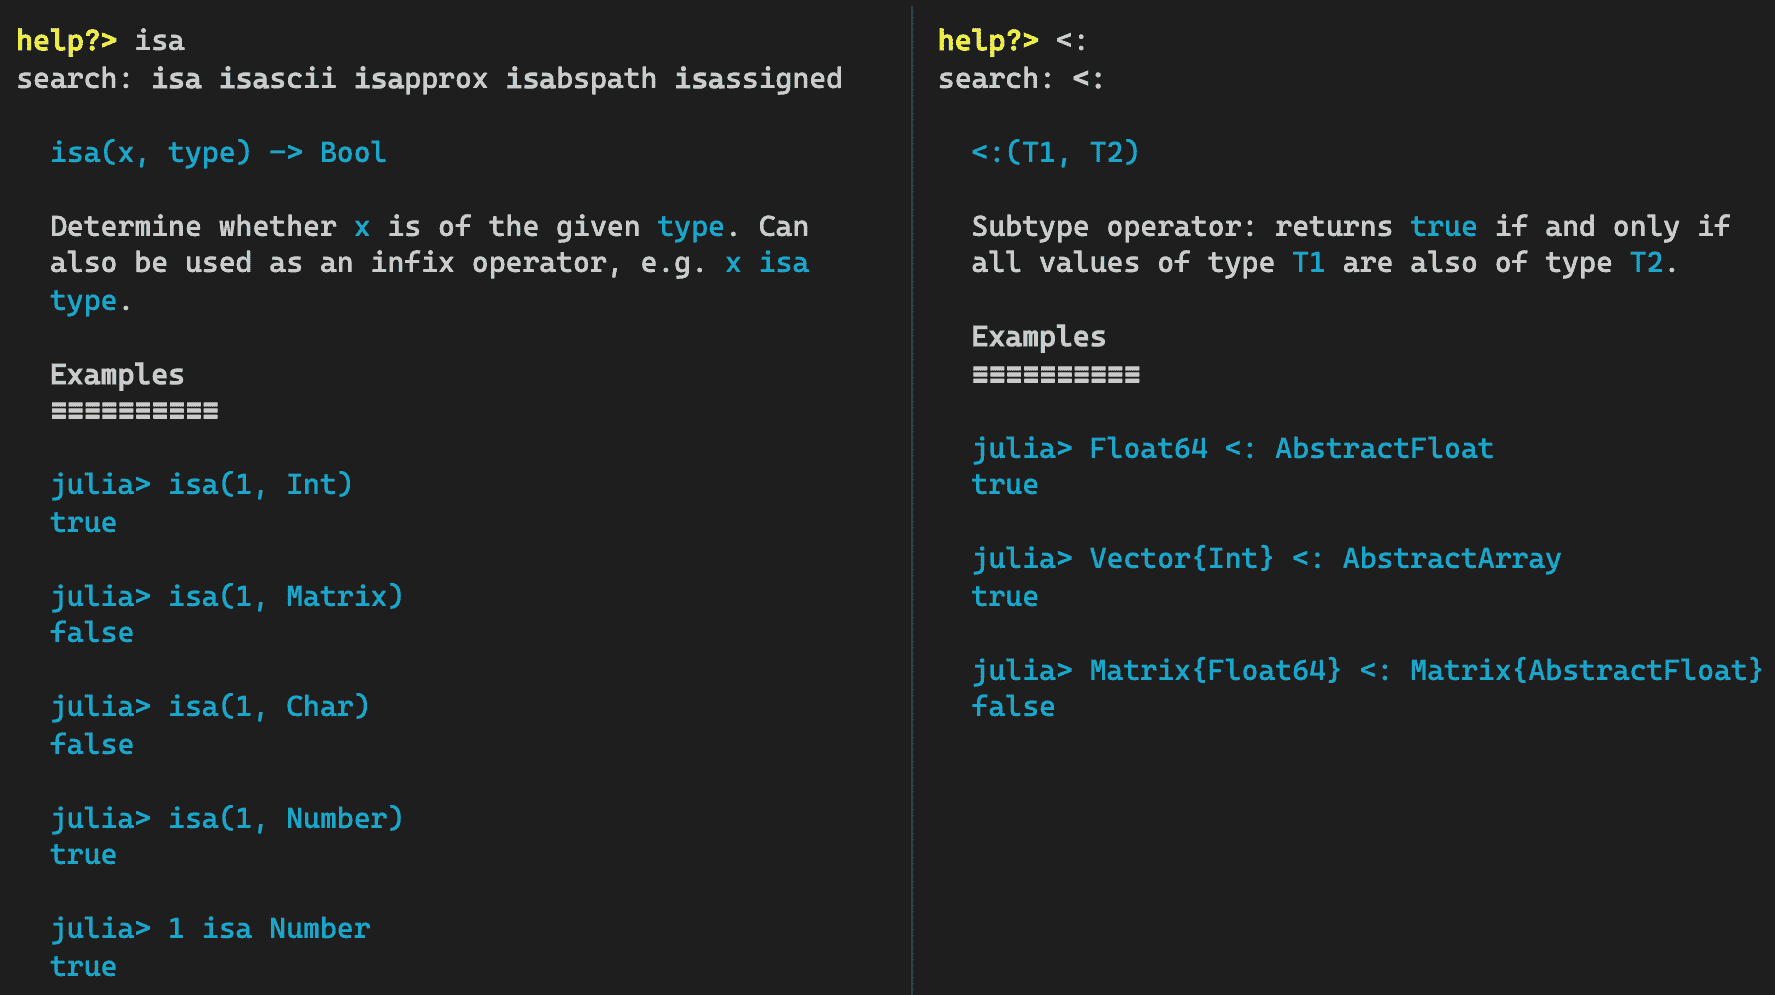 help?> isa
search: isa isascii isapprox isabspath isassigned
isa(x, type) -> Bool
Determine whether x is of the given type. Can
also be used as an infix operator, e.g. x isa
type.
Examples
≡≡≡≡≡≡≡≡≡≡
julia> isa(1, Int)
true
julia> isa(1, Matrix)
false
julia> isa(1, Char)
false
julia> isa(1, Number)
true
julia> 1 isa Number
true
help?> <:
search: <:
<:(T1, T2)
Subtype operator: returns true if and only if
all values of type T1 are also of type T2.
Examples
≡≡≡≡≡≡≡≡≡≡
julia> Float64 <: AbstractFloat
true
julia> Vector{Int} <: AbstractArray
true
julia> Matrix{Float64} <: Matrix{AbstractFloat}
false